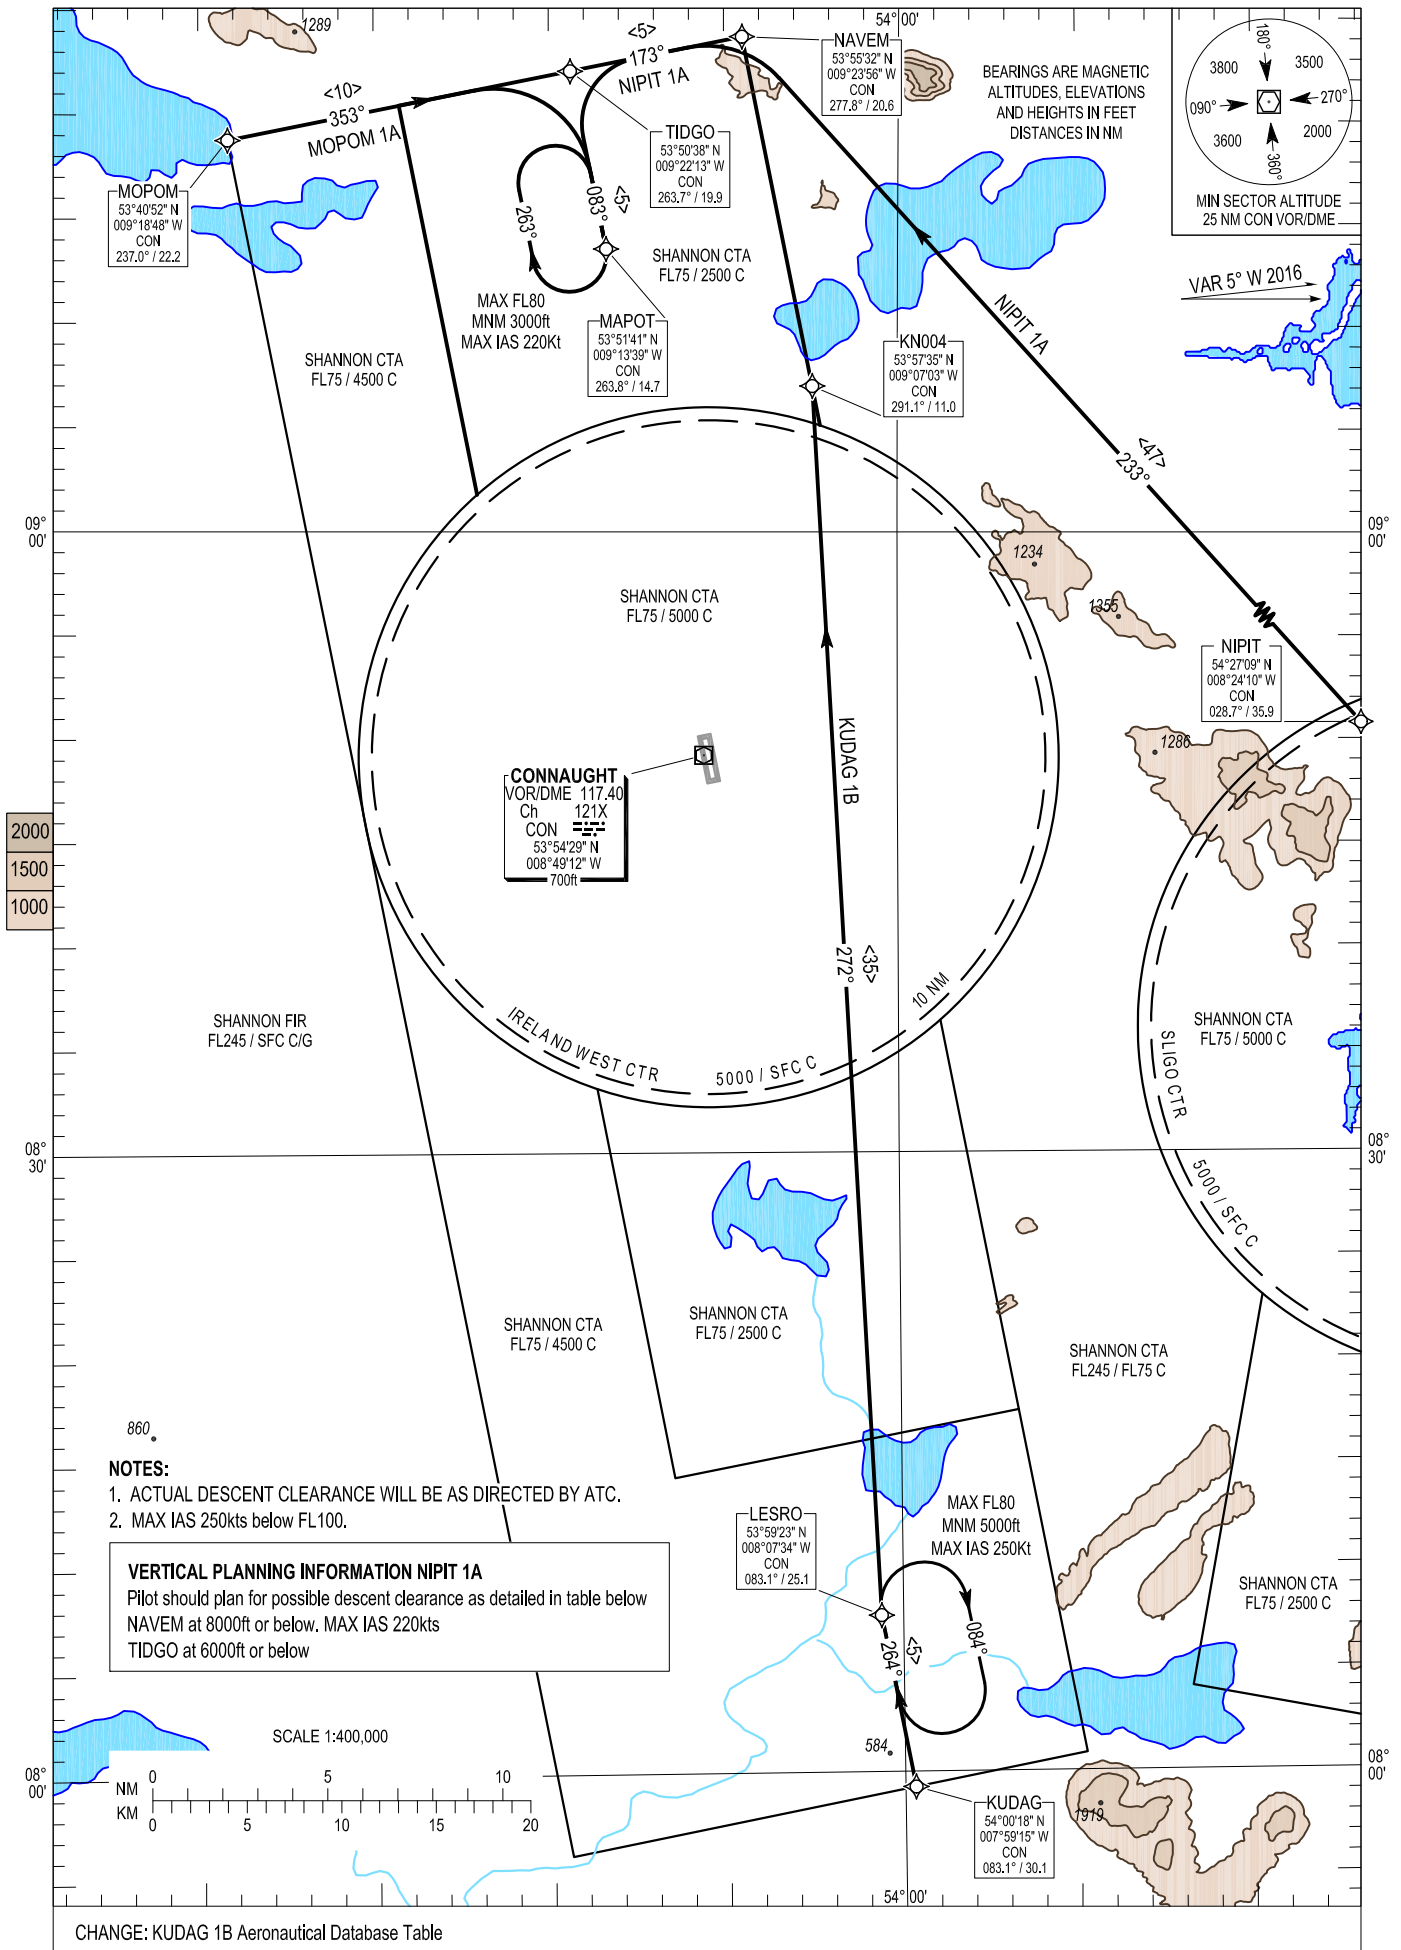 1289
<5>
173°
NIPIT 1A
<10>
353°
MOPOM 1A
54°00'
NAVEM
53°55'32" N
009°23'56" W
CON
277.8° / 20.6
BEARINGS ARE MAGNETIC
ALTITUDES, ELEVATIONS
AND HEIGHTS IN FEET
DISTANCES IN NM
180°
3800
3500
090°
270°
3600
2000
360°
MIN SECTOR ALTITUDE
25 NM CON VOR/DME
MOPOM
53°40'52" N
009°18'48" W
CON
237.0° / 22.2
TIDGO
53°50'38" N
009°22'13" W
CON
263.7° / 19.9
263°
083°
<5>
SHANNON CTA
FL75 / 2500 C
VAR 5° W 2016
MAX FL80
MNM 3000ft
MAX IAS 220Kt
MAPOT
53°51'41" N
009°13'39" W
CON
263.8° / 14.7
NIPIT 1A
KN004
53°57'35" N
009°07'03" W
CON
291.1° / 11.0
SHANNON CTA
FL75 / 4500 C
<47>
233°
09°
00'
09°
00'
1234
1355
SHANNON CTA
FL75 / 5000 C
NIPIT
54°27'09" N
008°24'10" W
CON
028.7° / 35.9
1286
KUDAG 1B
CONNAUGHT
VOR/DME 117.40
Ch 121X
CON
53°54'29" N
008°49'12" W
700ft
2000
1500
1000
<35>
272°
10 NM
IRELAND WEST CTR
5000 / SFC C
SHANNON FIR
FL245 / SFC C/G
SHANNON CTA
FL75 / 5000 C
SLIGO CTR
5000 / SFC C
08°
30'
08°
30'
SHANNON CTA
FL75 / 4500 C
SHANNON CTA
FL75 / 2500 C
SHANNON CTA
FL245 / FL75 C
860
NOTES:
1. ACTUAL DESCENT CLEARANCE WILL BE AS DIRECTED BY ATC.
2. MAX IAS 250kts below FL100.
LESRO
53°59'23" N
008°07'34" W
CON
083.1° / 25.1
MAX FL80
MNM 5000ft
MAX IAS 250Kt
VERTICAL PLANNING INFORMATION NIPIT 1A
Pilot should plan for possible descent clearance as detailed in table below
NAVEM at 8000ft or below. MAX IAS 220kts
TIDGO at 6000ft or below
SHANNON CTA
FL75 / 2500 C
264°
<5>
084°
SCALE 1:400,000
584
08°
00'
08°
00'
NM 0 5 10
KM 0 5 10 15 20
KUDAG
54°00'18" N
007°59'15" W
CON
083.1° / 30.1
1919
54°00'
CHANGE: KUDAG 1B Aeronautical Database Table